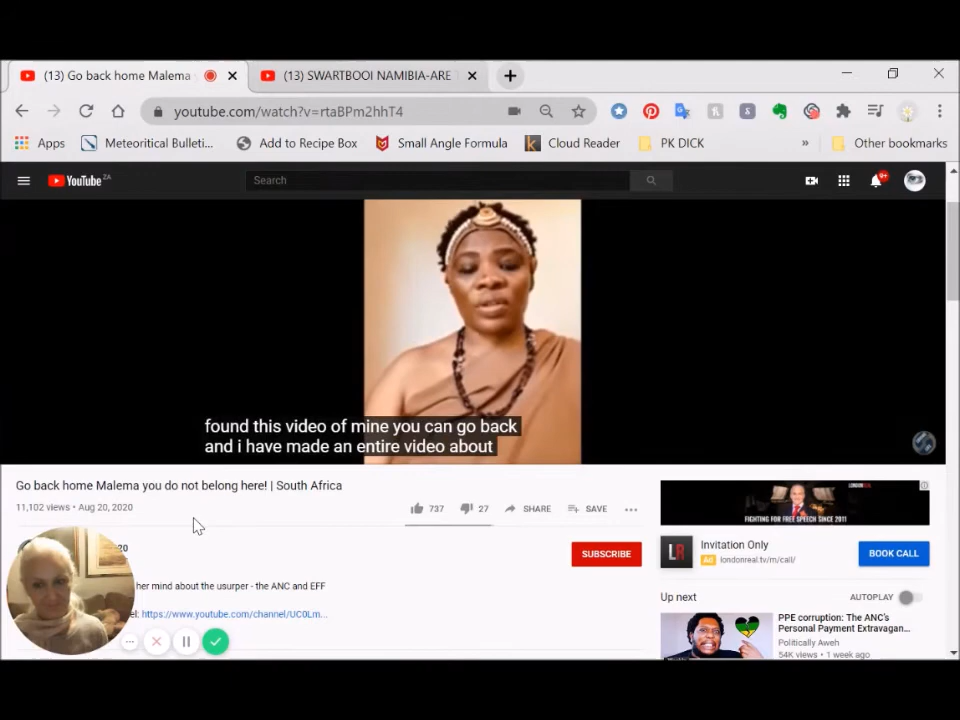 (13) Go back home Malema
(13) SWARTBOOI NAMIBIA-ARE
youtube.com/watch?v=rtaBPm2hhT4
Apps
Meteoritical Bulleti...
Add to Recipe Box
Small Angle Formula
Cloud Reader
PK DICK
»
Other bookmarks
YouTube ZA
Search
9+
found this video of mine you can go back
and i have made an entire video about
Go back home Malema you do not belong here! | South Africa
11,102 views • Aug 20, 2020
737
27
SHARE
SAVE
LONDONREAL
FIGHTING FOR FREE SPEECH SINCE 2011
20
SUBSCRIBE
LR
Invitation Only
Ad londonreal.tv/m/call/
BOOK CALL
her mind about the usurper - the ANC and EFF
el: https://www.youtube.com/channel/UC0Lm...
Up next
AUTOPLAY
PPE corruption: The ANC's
Personal Payment Extravagan...
Politically Aweh
54K views • 1 week ago